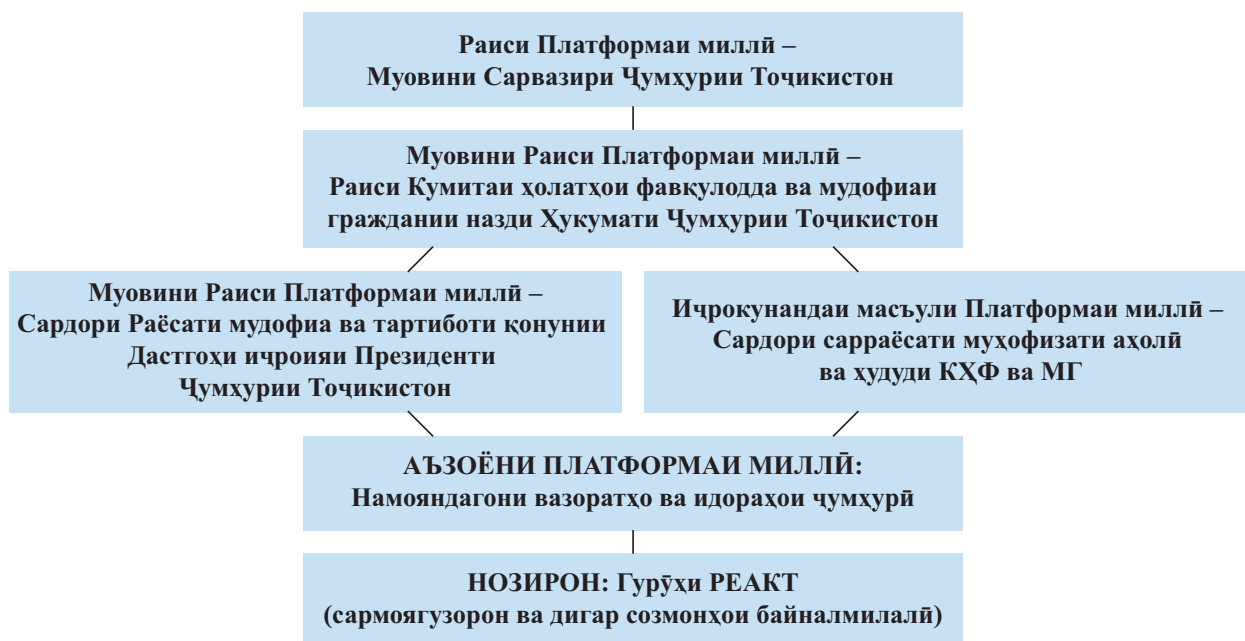 Раиси Платформаи миллӣ –
Муовини Сарвазири Ҷумҳурии Тоҷикистон
Муовини Раиси Платформаи миллӣ –
Раиси Кумитаи ҳолатҳои фавқулодда ва мудофиаи
граждании назди Ҳукумати Ҷумҳурии Тоҷикистон
Муовини Раиси Платформаи миллӣ –
Сардори Раёсати мудофиа ва тартиботи қонунии
Дастгоҳи иҷроияи Президенти
Ҷумҳурии Тоҷикистон
Иҷрокунандаи масъули Платформаи миллӣ –
Сардори сарраёсати муҳофизати аҳолӣ
ва ҳудуди КҲФ ва МГ
АЪЗОЁНИ ПЛАТФОРМАИ МИЛЛӢ:
Намояндагони вазоратҳо ва идораҳои ҷумҳурӣ
НОЗИРОН: Гурӯҳи РЕАКТ
(сармоягузорон ва дигар созмонҳои байналмилалӣ)